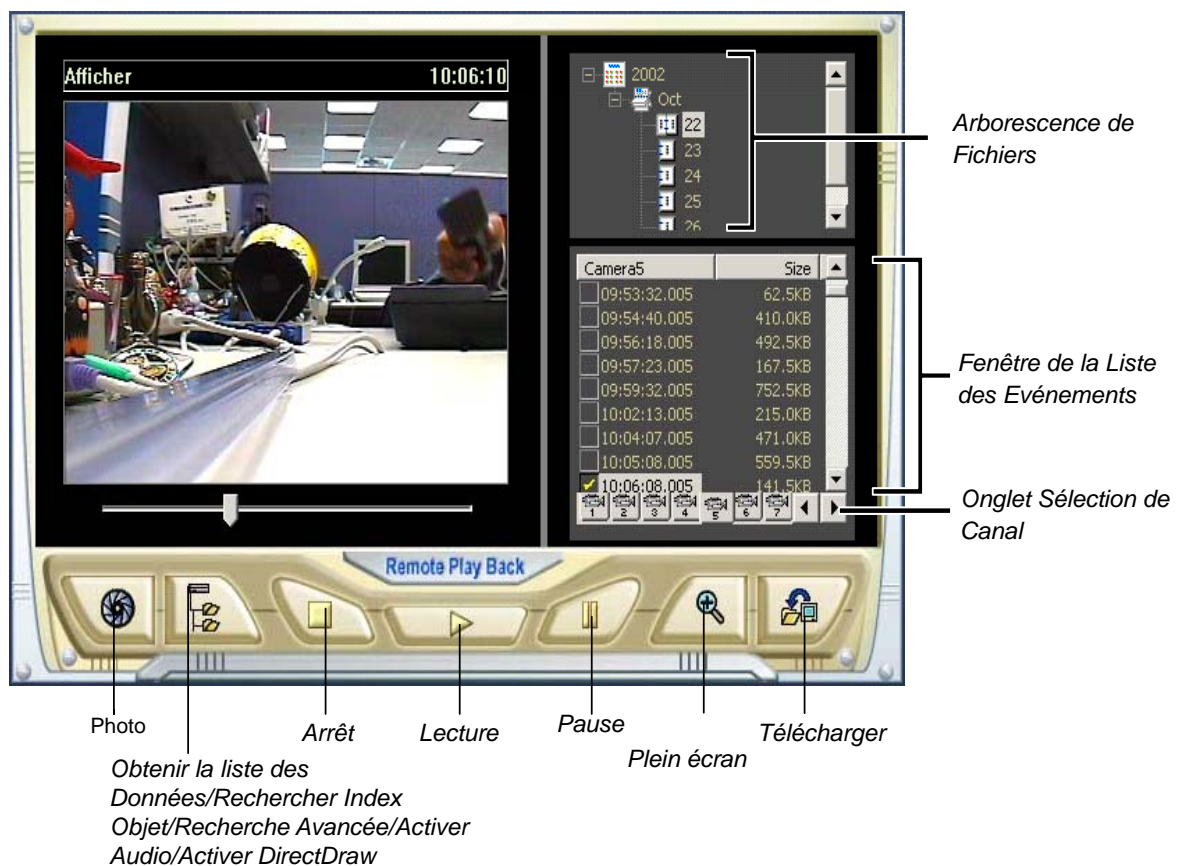 Afficher 10:06:10
2002
Oct
22
23
24
25
26
Arborescence de
Fichiers
Camera5 Size
09:53:32.005 62.5KB
09:54:40.005 410.0KB
09:56:18.005 492.5KB
09:57:23.005 167.5KB
09:59:32.005 752.5KB
10:02:13.005 215.0KB
10:04:07.005 471.0KB
10:05:08.005 559.5KB
10:06:08.005 141.5KB
1 2 3 4 5 6 7
Fenêtre de la Liste
des Evénements
Onglet Sélection de
Canal
Remote Play Back
Photo
Obtenir la liste des
Données/Rechercher Index
Objet/Recherche Avancée/Activer
Audio/Activer DirectDraw
Arrêt
Lecture
Pause
Plein écran
Télécharger